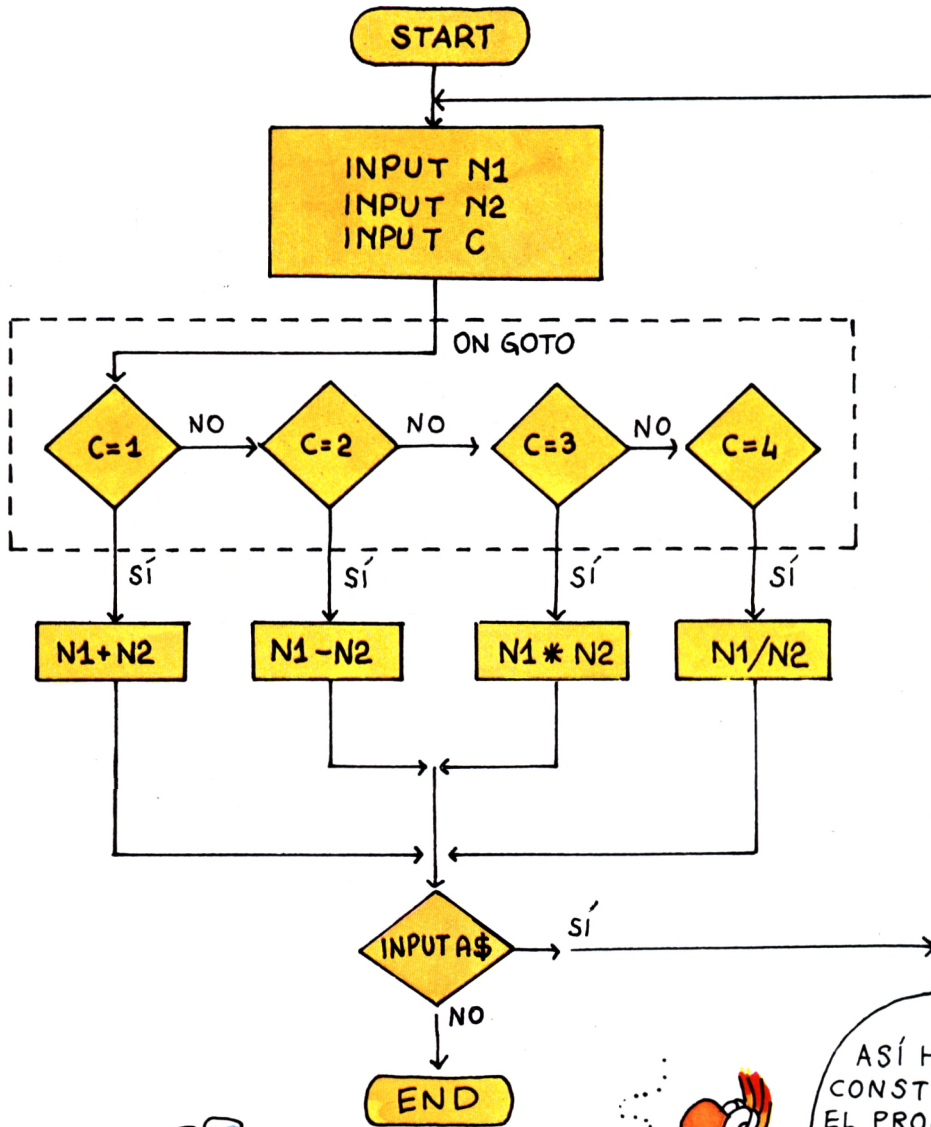 START
INPUT N1
INPUT N2
INPUT C
ON GOTO
C=1
NO
C=2
NO
C=3
NO
C=4
SÍ
SÍ
SÍ
SÍ
N1+N2
N1-N2
N1*N2
N1/N2
INPUT A$
SÍ
NO
END
ASÍ
CONST
EL PRO